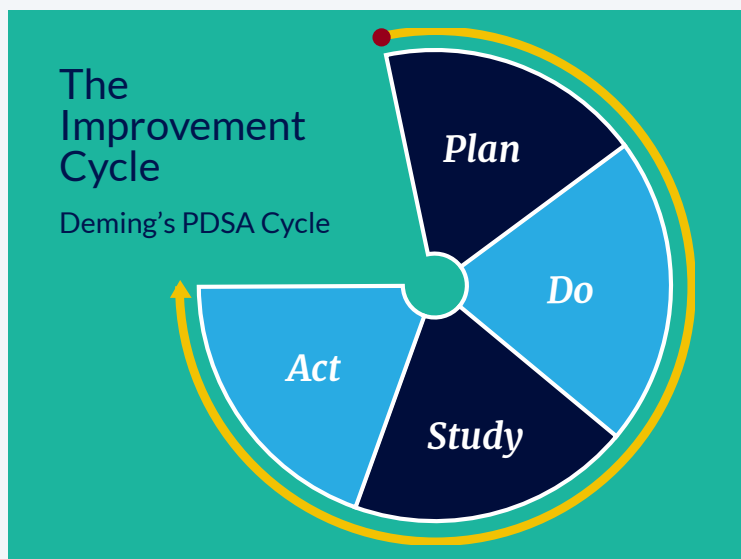 The
Improvement
Cycle
Deming’s PDSA Cycle
Plan
Do
Study
Act